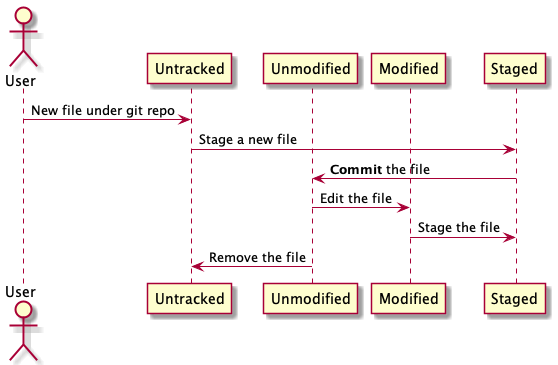 User
Untracked
Unmodified
Modified
Staged
New file under git repo
Stage a new file
Commit the file
Edit the file
Stage the file
Remove the file
User
Untracked
Unmodified
Modified
Staged